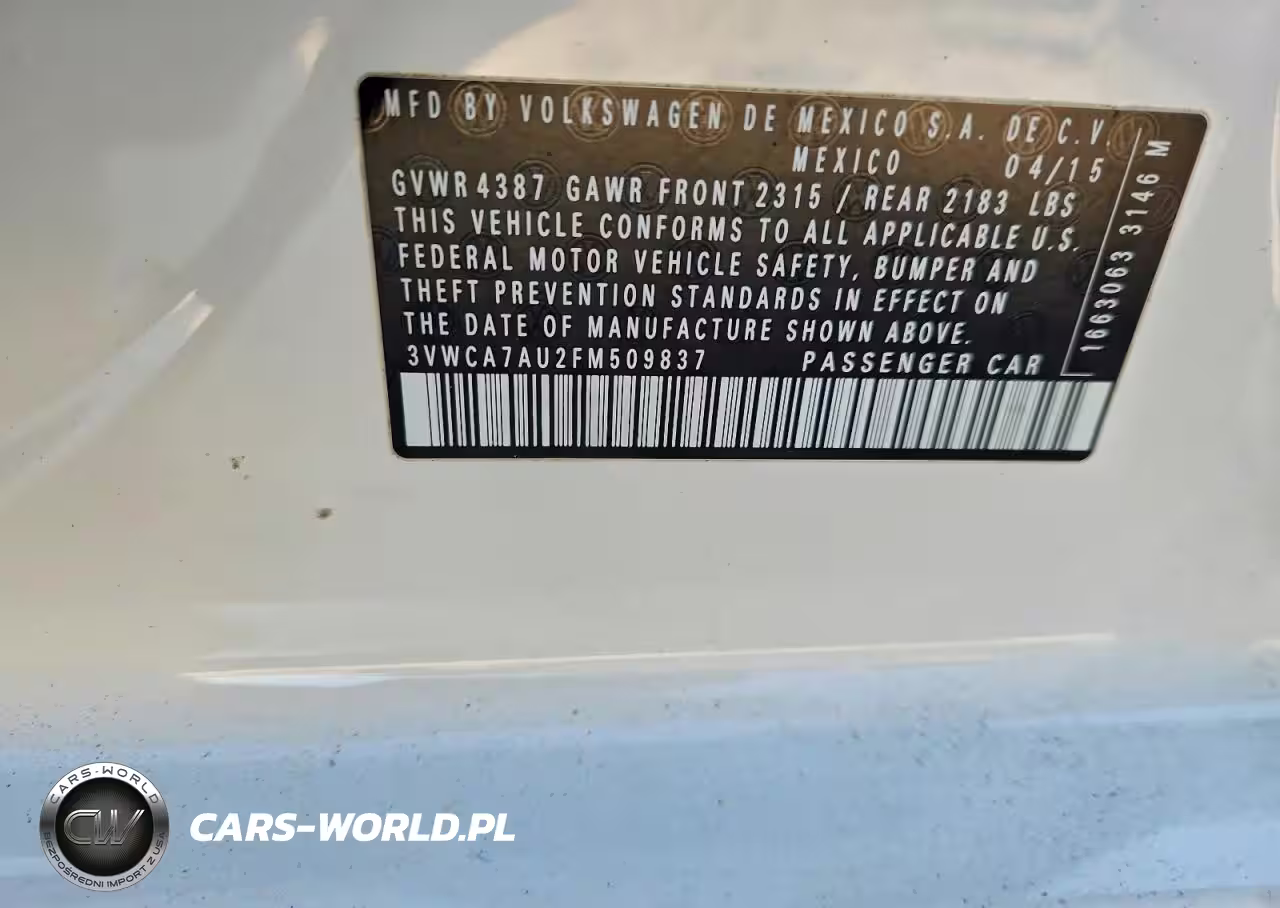 MFD BY VOLKSWAGEN DE MEXICO S.A. DE C.V.
MEXICO 04/15
GVWR 4387 GAWR FRONT 2315 / REAR 2183 LBS
THIS VEHICLE CONFORMS TO ALL APPLICABLE U.S.
FEDERAL MOTOR VEHICLE SAFETY, BUMPER AND
THEFT PREVENTION STANDARDS IN EFFECT ON
THE DATE OF MANUFACTURE SHOWN ABOVE.
3VWCA7AU2FM509837 PASSENGER CAR
1663063 3146 M
CARS-WORLD
CW
BEZPOŚREDNI IMPORT Z USA
CARS-WORLD.PL